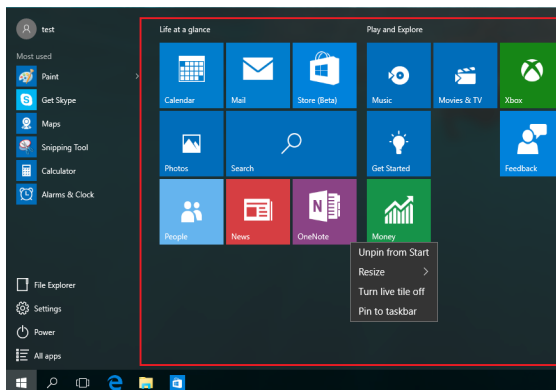 test
Most used
Paint
Get Skype
Maps
Snipping Tool
Calculator
Alarms & Clock
File Explorer
Settings
Power
All apps
Life at a glance
Calendar
Mail
Store (Beta)
Photos
Search
People
News
OneNote
Play and Explore
Music
Movies & TV
Xbox
Get Started
Feedback
Money
Unpin from Start
Resize
Turn live tile off
Pin to taskbar